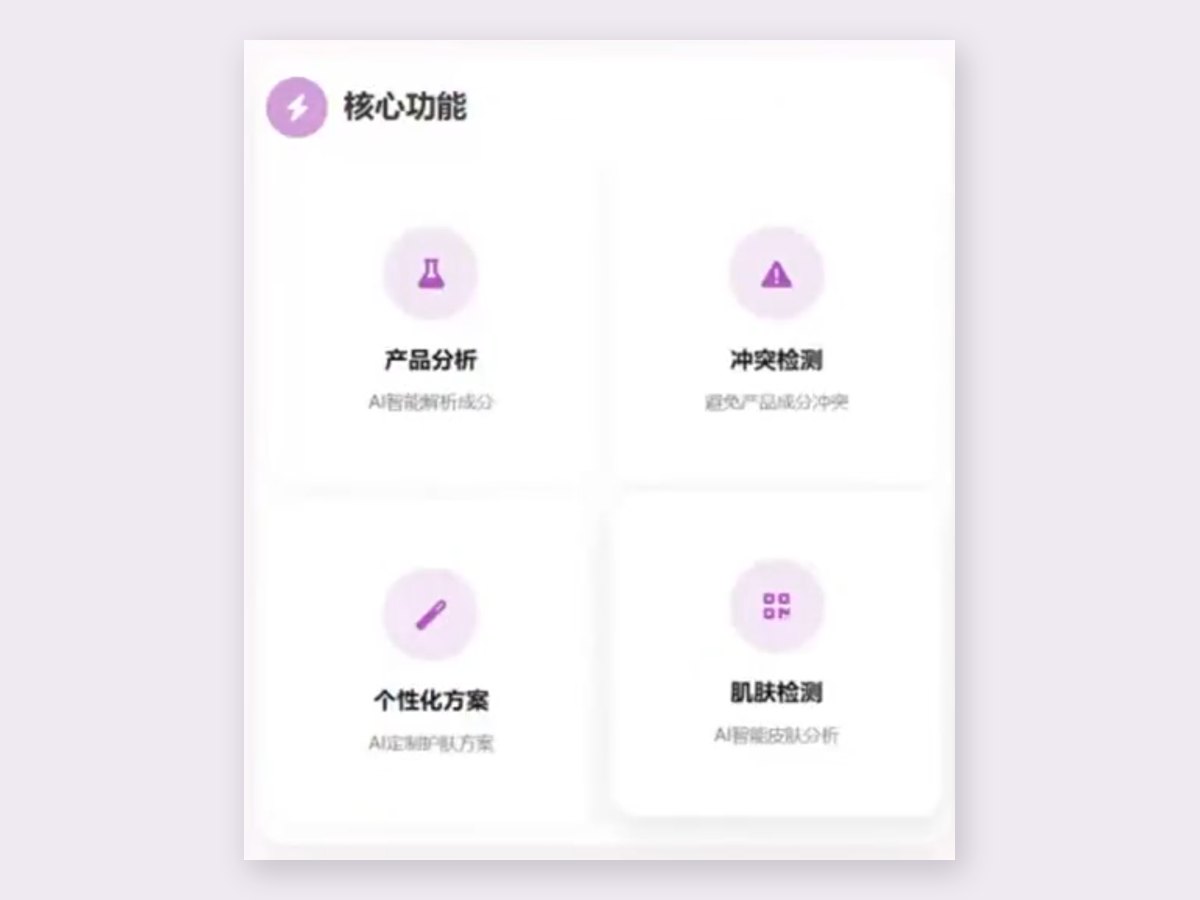 核心功能
产品分析
AI智能解析成分
冲突检测
避免产品成分冲突
个性化方案
AI定制护肤方案
肌肤检测
AI智能皮肤分析